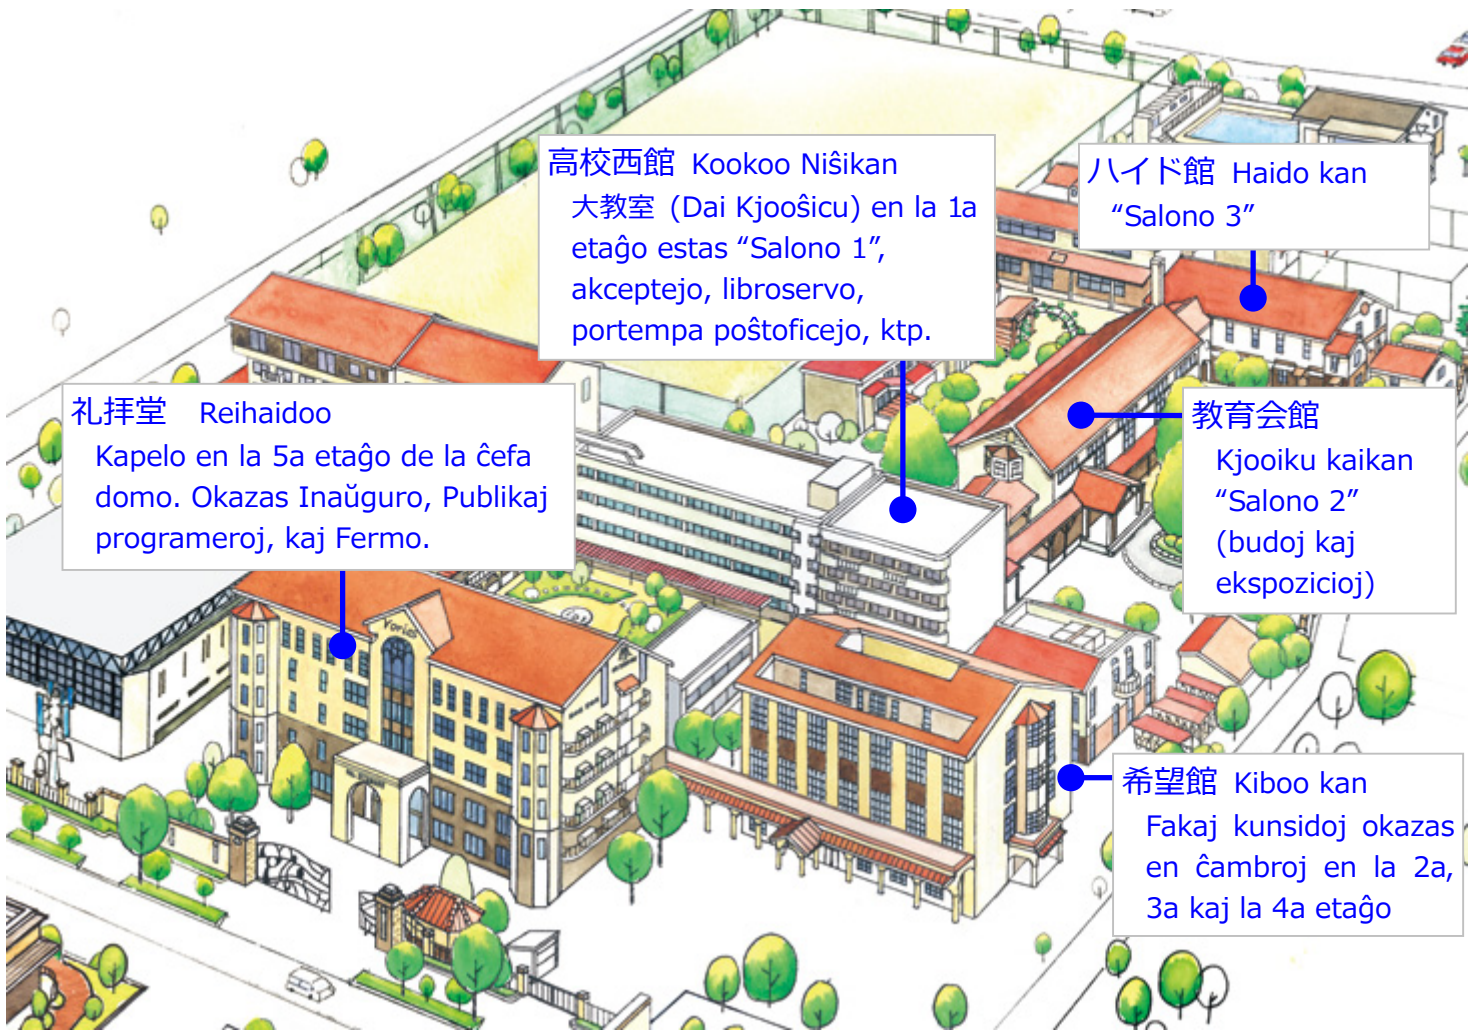 高校西館 Kookoo Niŝikan
大教室 (Dai Kjooŝicu) en la 1a
etaĝo estas “Salono 1”,
akceptejo, libroservo,
portempa poŝtoficejo, ktp.
ハイド館 Haido kan
“Salono 3”
礼拝堂 Reihaidoo
Kapelo en la 5a etaĝo de la ĉefa
domo. Okazas Inaŭguro, Publikaj
programeroj, kaj Fermo.
教育会館
Kjooiku kaikan
“Salono 2”
(budoj kaj
ekspozicioj)
Vories
希望館 Kiboo kan
Fakaj kunsidoj okazas
en ĉambroj en la 2a,
3a kaj la 4a etaĝo